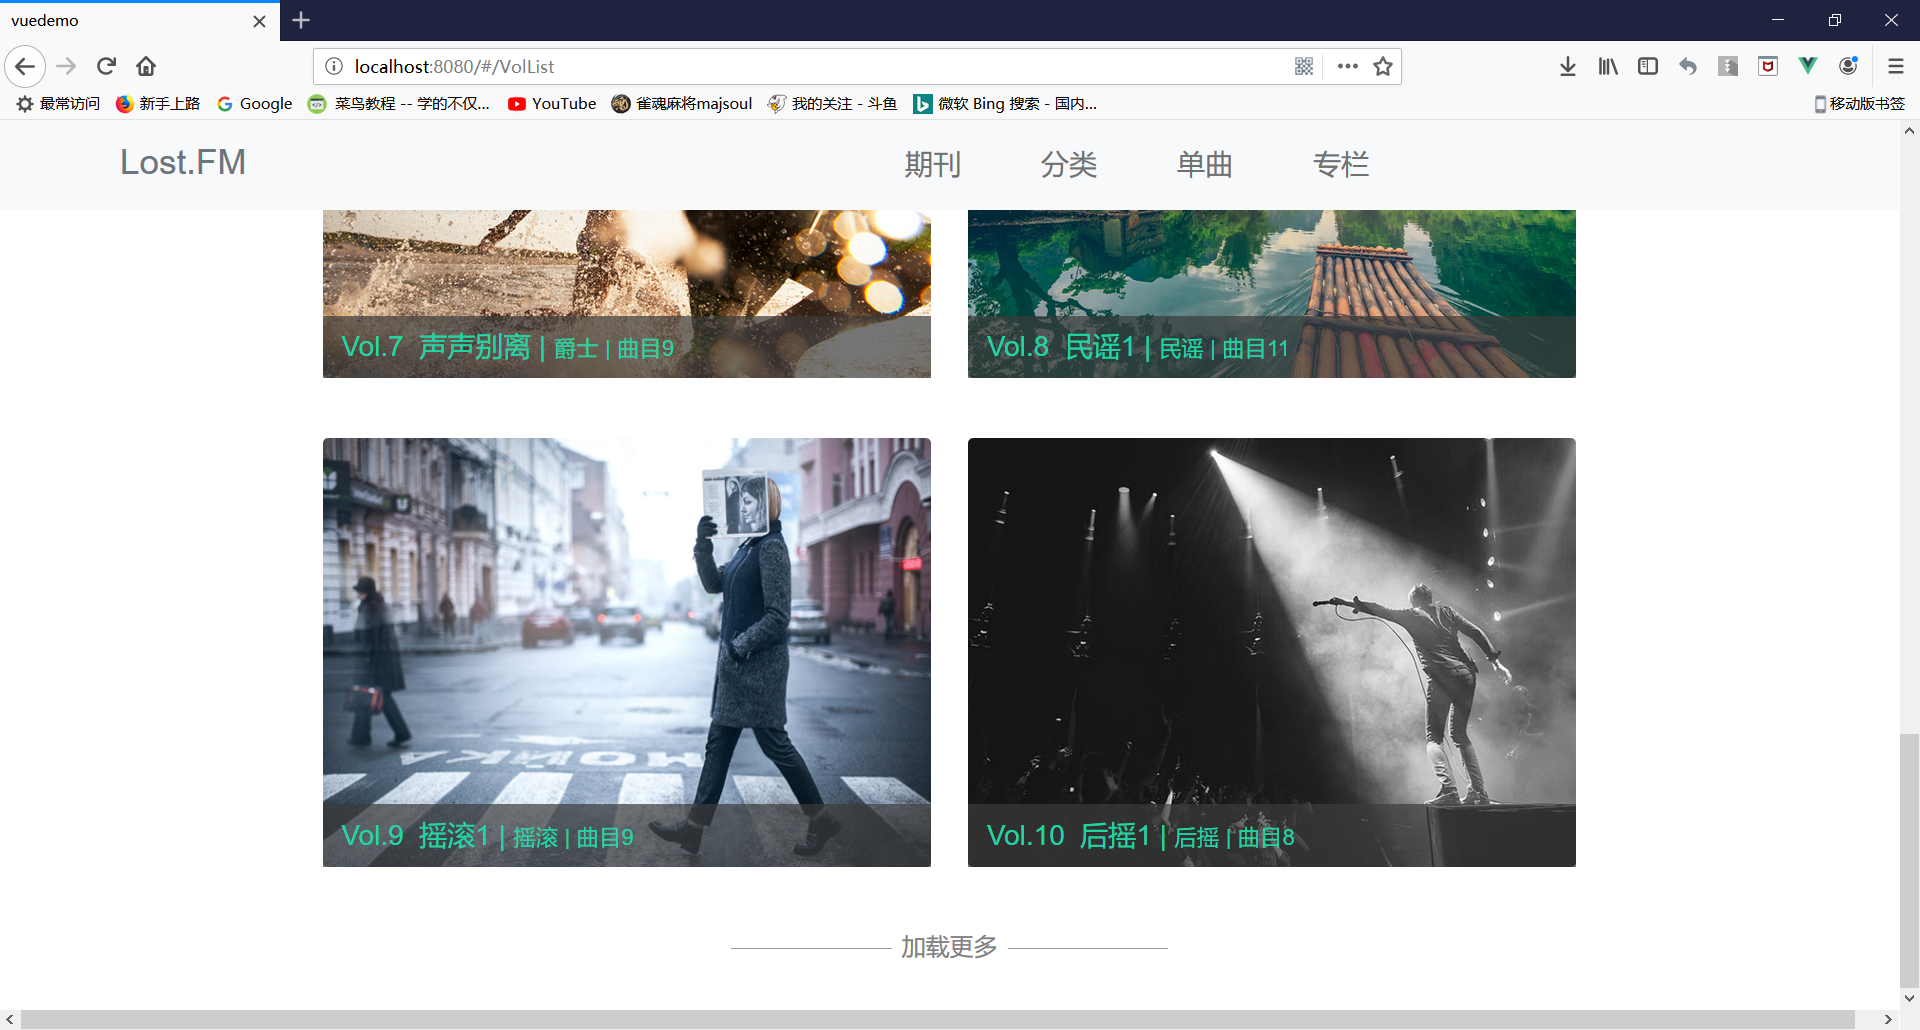 vuedemo
localhost:8080/#/VolList
最常访问 新手上路 Google 菜鸟教程 -- 学的不仅... YouTube 雀魂麻将majsoul 我的关注 - 斗鱼 微软 Bing 搜索 - 国内... 移动版书签
Lost.FM 期刊 分类 单曲 专栏
Vol.7 声声别离 | 爵士 | 曲目9
Vol.8 民谣1 | 民谣 | 曲目11
МОЙКА
Vol.9 摇滚1 | 摇滚 | 曲目9
Vol.10 后摇1 | 后摇 | 曲目8
加载更多